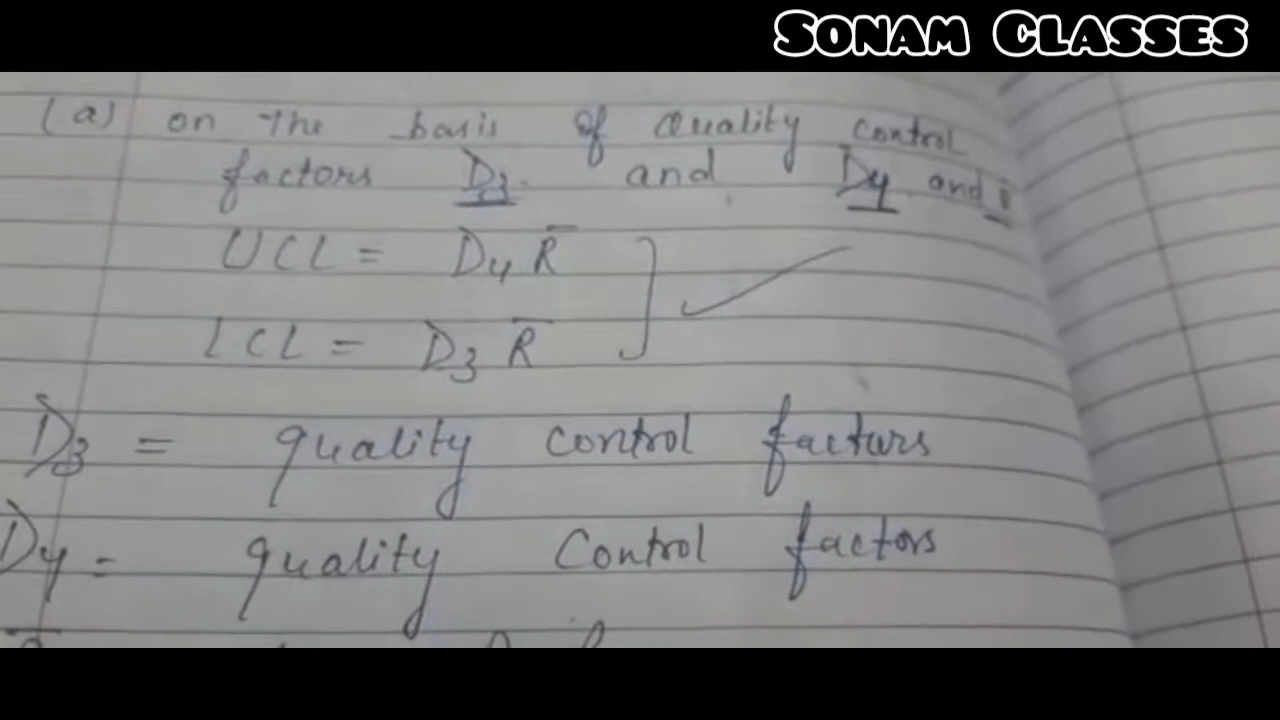 SONAM CLASSES
(a) on The basis of Quality control
factors D3 and D4 and
UCL = D4 R̄
LCL = D3 R̄
D3 = quality control factors
D4 = quality control factors